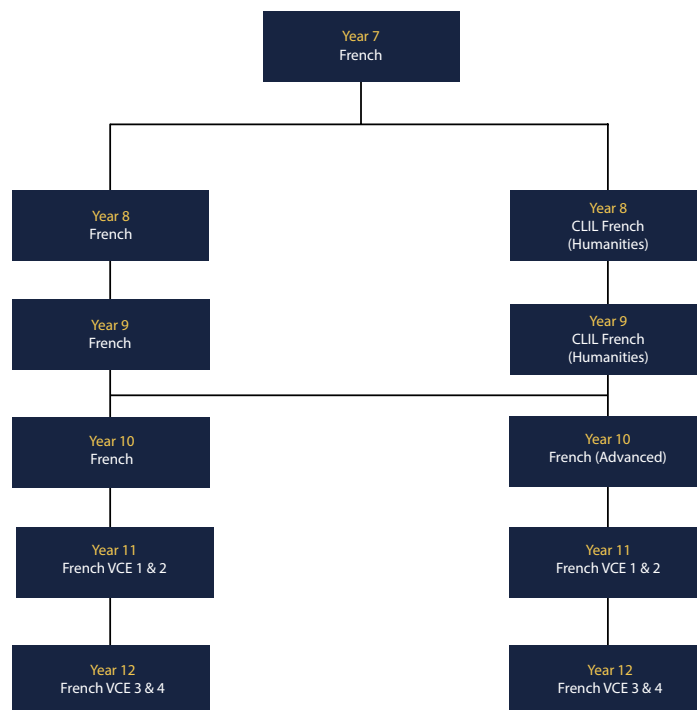 Year 7
French
Year 8
French
Year 8
CLIL French
(Humanities)
Year 9
French
Year 9
CLIL French
(Humanities)
Year 10
French
Year 10
French (Advanced)
Year 11
French VCE 1 & 2
Year 11
French VCE 1 & 2
Year 12
French VCE 3 & 4
Year 12
French VCE 3 & 4